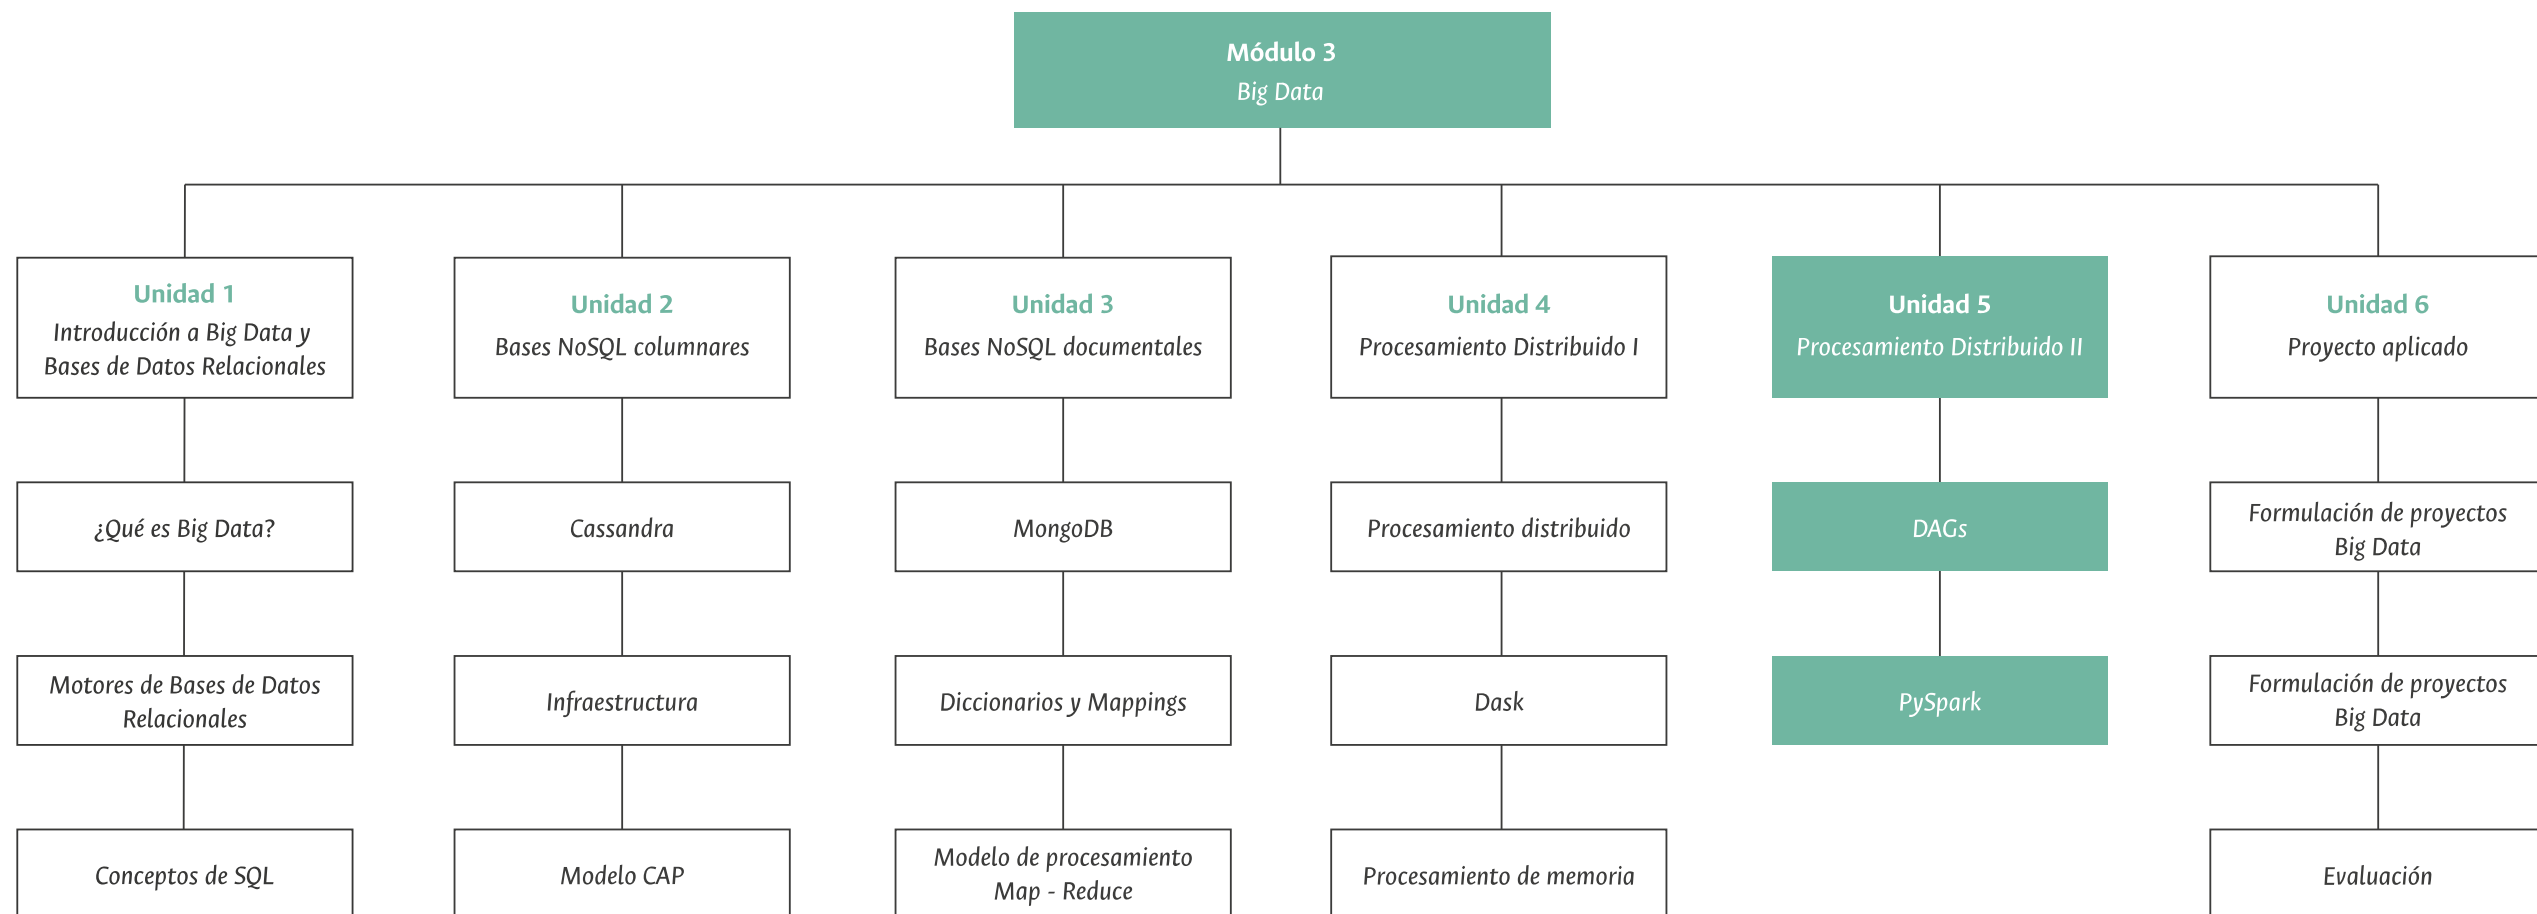 Módulo 3
Big Data
Unidad 1
Introducción a Big Data y
Bases de Datos Relacionales
¿Qué es Big Data?
Motores de Bases de Datos
Relacionales
Conceptos de SQL
Unidad 2
Bases NoSQL columnares
Cassandra
Infraestructura
Modelo CAP
Unidad 3
Bases NoSQL documentales
MongoDB
Diccionarios y Mappings
Modelo de procesamiento
Map - Reduce
Unidad 4
Procesamiento Distribuido I
Procesamiento distribuido
Dask
Procesamiento de memoria
Unidad 5
Procesamiento Distribuido II
DAGs
PySpark
Unidad 6
Proyecto aplicado
Formulación de proyectos
Big Data
Formulación de proyectos
Big Data
Evaluación